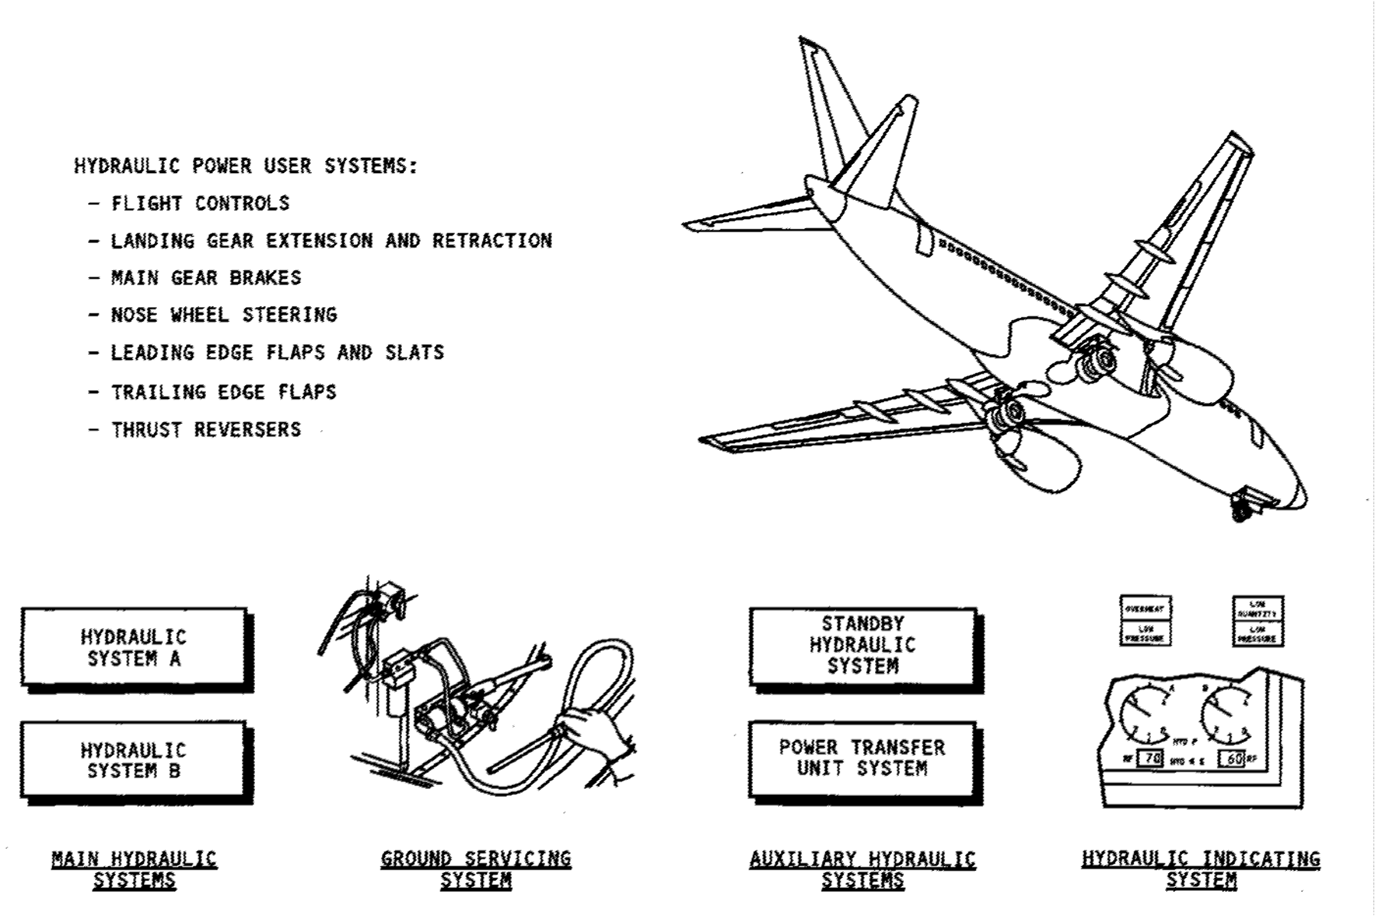 HYDRAULIC POWER USER SYSTEMS:
- FLIGHT CONTROLS
- LANDING GEAR EXTENSION AND RETRACTION
- MAIN GEAR BRAKES
- NOSE WHEEL STEERING
- LEADING EDGE FLAPS AND SLATS
- TRAILING EDGE FLAPS
- THRUST REVERSERS
HYDRAULIC
SYSTEM A
HYDRAULIC
SYSTEM B
MAIN HYDRAULIC
SYSTEMS
GROUND SERVICING
SYSTEM
STANDBY
HYDRAULIC
SYSTEM
POWER TRANSFER
UNIT SYSTEM
AUXILIARY HYDRAULIC
SYSTEMS
OVERHEAT
LOW
PRESSURE
LOW
QUANTITY
LOW
PRESSURE
A
B
HYD P
RF 70 HYD 60 RF
HYDRAULIC INDICATING
SYSTEM